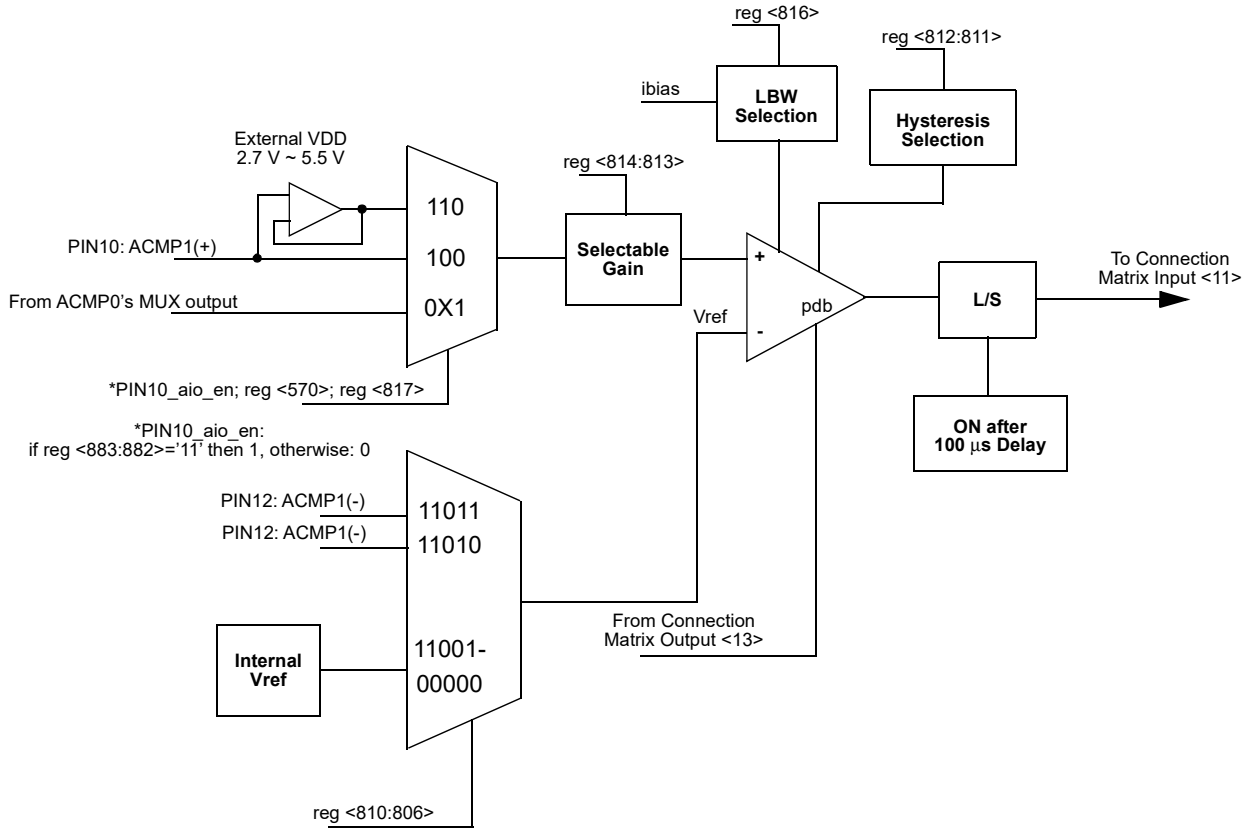 reg <816>
reg <812:811>
ibias
LBW
Selection
Hysteresis
Selection
External VDD
2.7 V ~ 5.5 V
reg <814:813>
110
PIN10: ACMP1(+)
100
Selectable
Gain
+
To Connection
Matrix Input <11>
From ACMP0’s MUX output
0X1
Vref
pdb
-
L/S
*PIN10_aio_en; reg <570>; reg <817>
ON after
100 μs Delay
*PIN10_aio_en:
if reg <883:882>=’11’ then 1, otherwise: 0
PIN12: ACMP1(-)
11011
PIN12: ACMP1(-)
11010
From Connection
Matrix Output <13>
Internal
Vref
11001-
00000
reg <810:806>